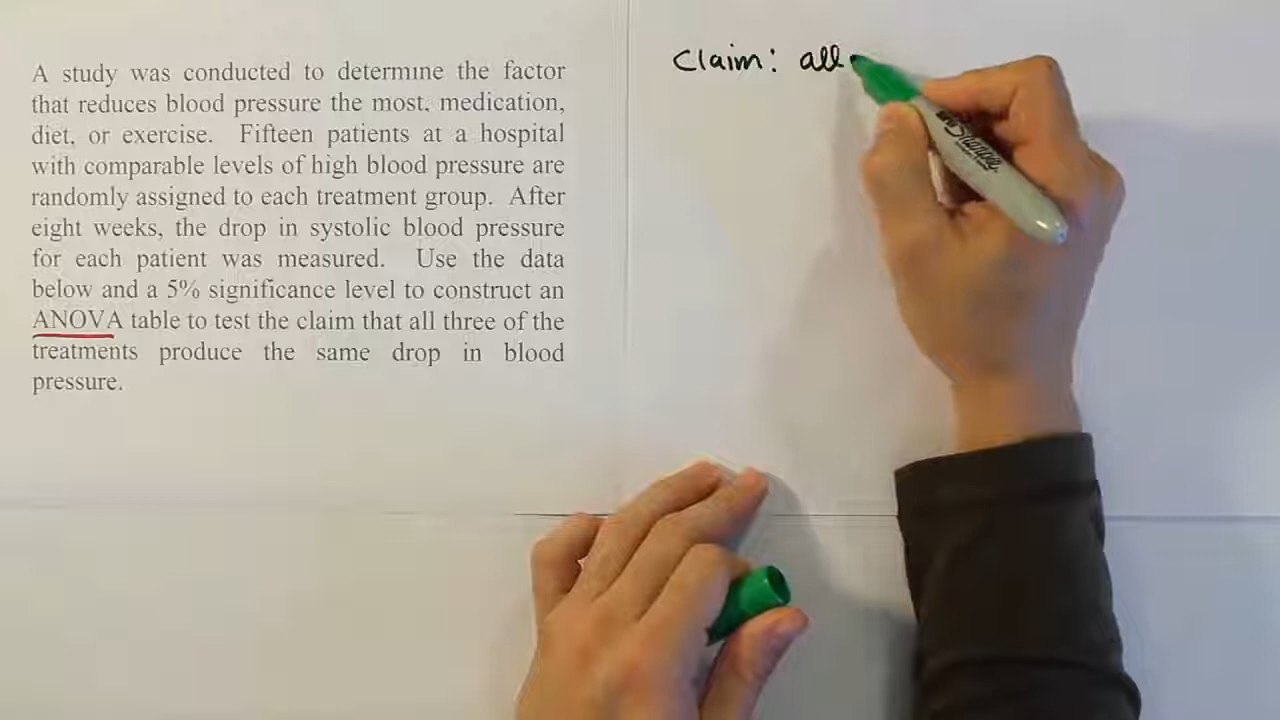 A study was conducted to determine the factor
that reduces blood pressure the most, medication,
diet, or exercise. Fifteen patients at a hospital
with comparable levels of high blood pressure are
randomly assigned to each treatment group. After
eight weeks, the drop in systolic blood pressure
for each patient was measured. Use the data
below and a 5% significance level to construct an
ANOVA table to test the claim that all three of the
treatments produce the same drop in blood
pressure.
Claim: all
Sharpie